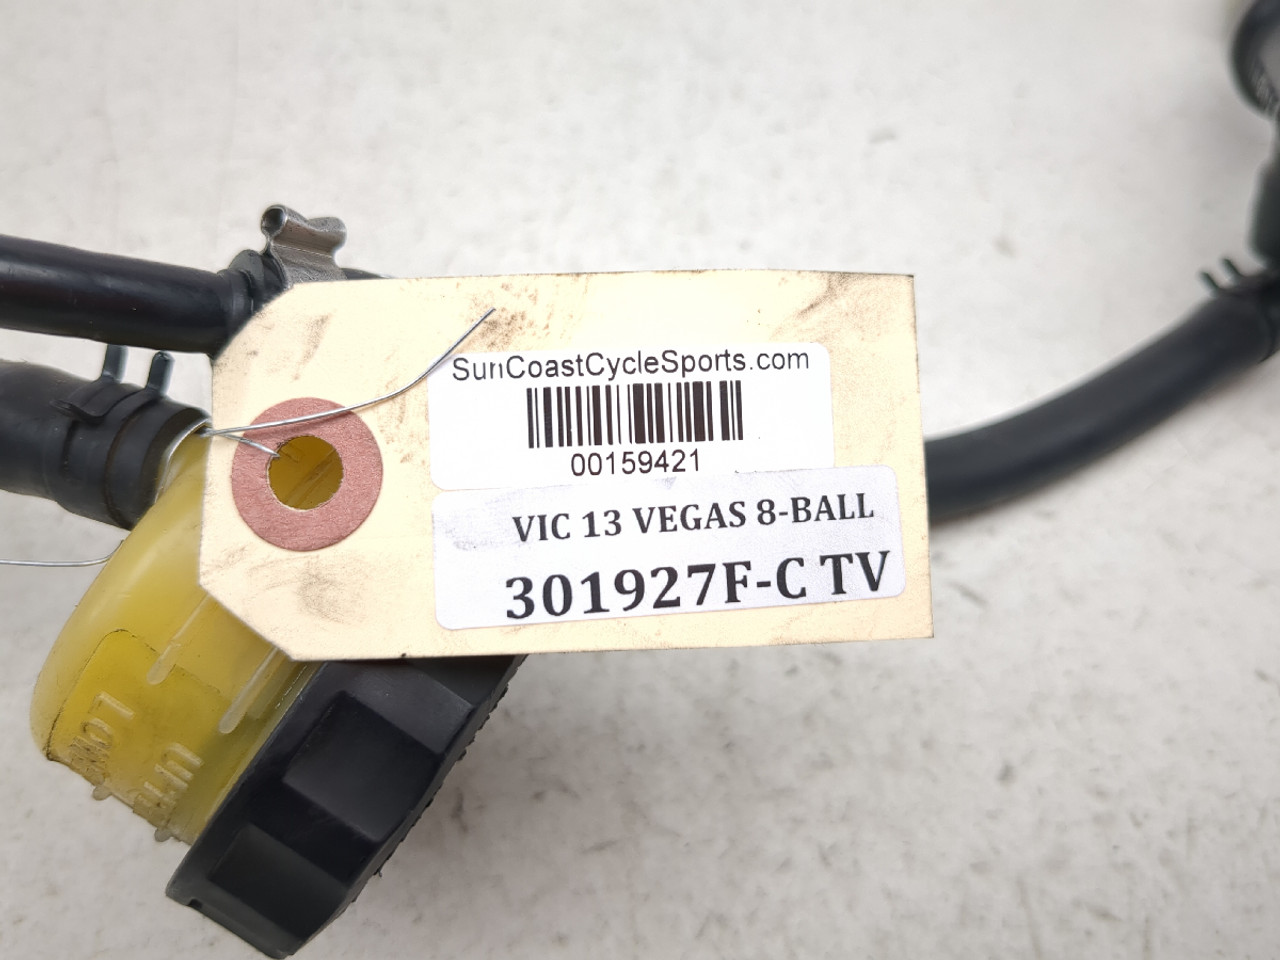 SunCoastCycleSports.com
00159421
VIC 13 VEGAS 8-BALL
301927F-C TV